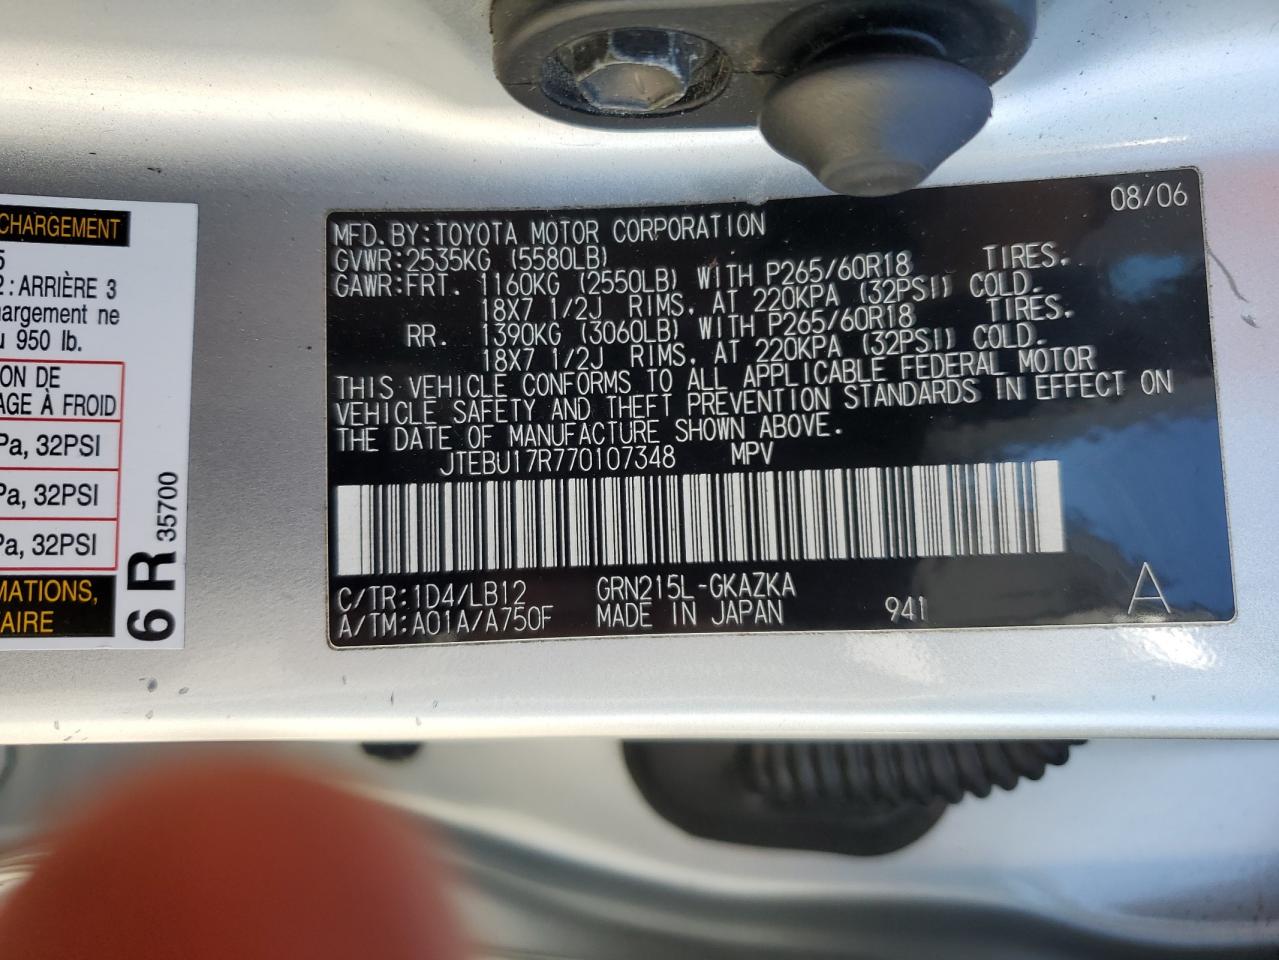 CHARGEMENT
5
2 : ARRIÈRE 3
hargement ne
u 950 lb.
ON DE
AGE À FROID
Pa, 32PSI
Pa, 32PSI
Pa, 32PSI
RMATIONS,
AIRE
6 R 35700
08/06
MFD. BY: TOYOTA MOTOR CORPORATION
GVWR: 2535KG (5580LB)
GAWR: FRT. 1160KG (2550LB) WITH P265/60R18 TIRES.
18X7 1/2J RIMS, AT 220KPA (32PSI) COLD.
RR. 1390KG (3060LB) WITH P265/60R18 TIRES.
18X7 1/2J RIMS, AT 220KPA (32PSI) COLD.
THIS VEHICLE CONFORMS TO ALL APPLICABLE FEDERAL MOTOR
VEHICLE SAFETY AND THEFT PREVENTION STANDARDS IN EFFECT ON
THE DATE OF MANUFACTURE SHOWN ABOVE.
JTEBU17R770107348 MPV
C/TR: 1D4/LB12 GRN215L-GKAZKA
A/TM: A01A/A750F MADE IN JAPAN 941 A